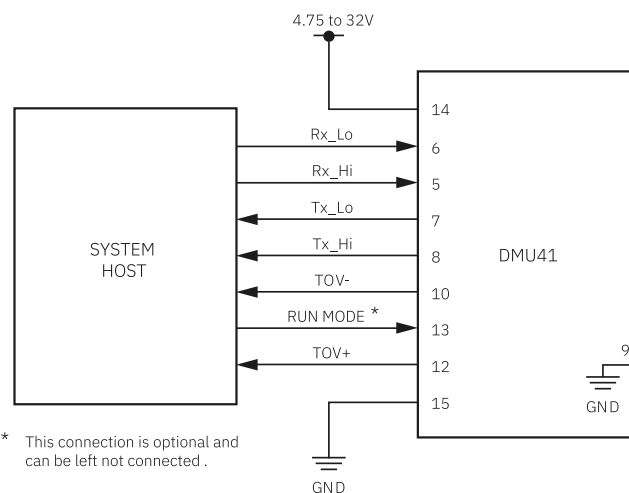 4.75 to 32V
14
Rx_Lo
6
Rx_Hi
5
Tx_Lo
7
Tx_Hi
8
TOV-
10
RUN MODE *
13
TOV+
12
15
SYSTEM
HOST
DMU41
9
GND
GND
* This connection is optional and
can be left not connected .